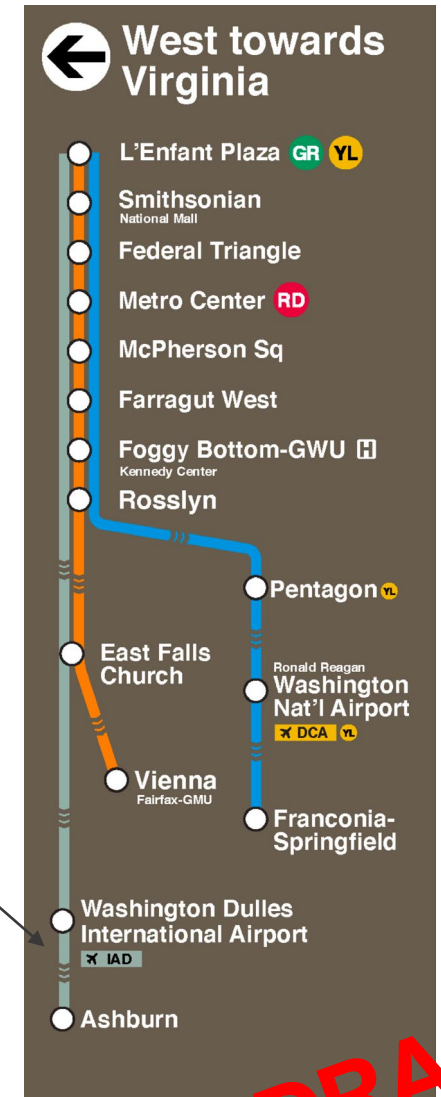 West towards
Virginia
L'Enfant Plaza GR YL
Smithsonian
National Mall
Federal Triangle
Metro Center RD
McPherson Sq
Farragut West
Foggy Bottom-GWU H
Kennedy Center
Rosslyn
Pentagon YL
East Falls
Church
Ronald Reagan
Washington
Nat'l Airport
DCA YL
Vienna
Fairfax-GMU
Franconia-
Springfield
Washington Dulles
International Airport
IAD
Ashburn
DRA